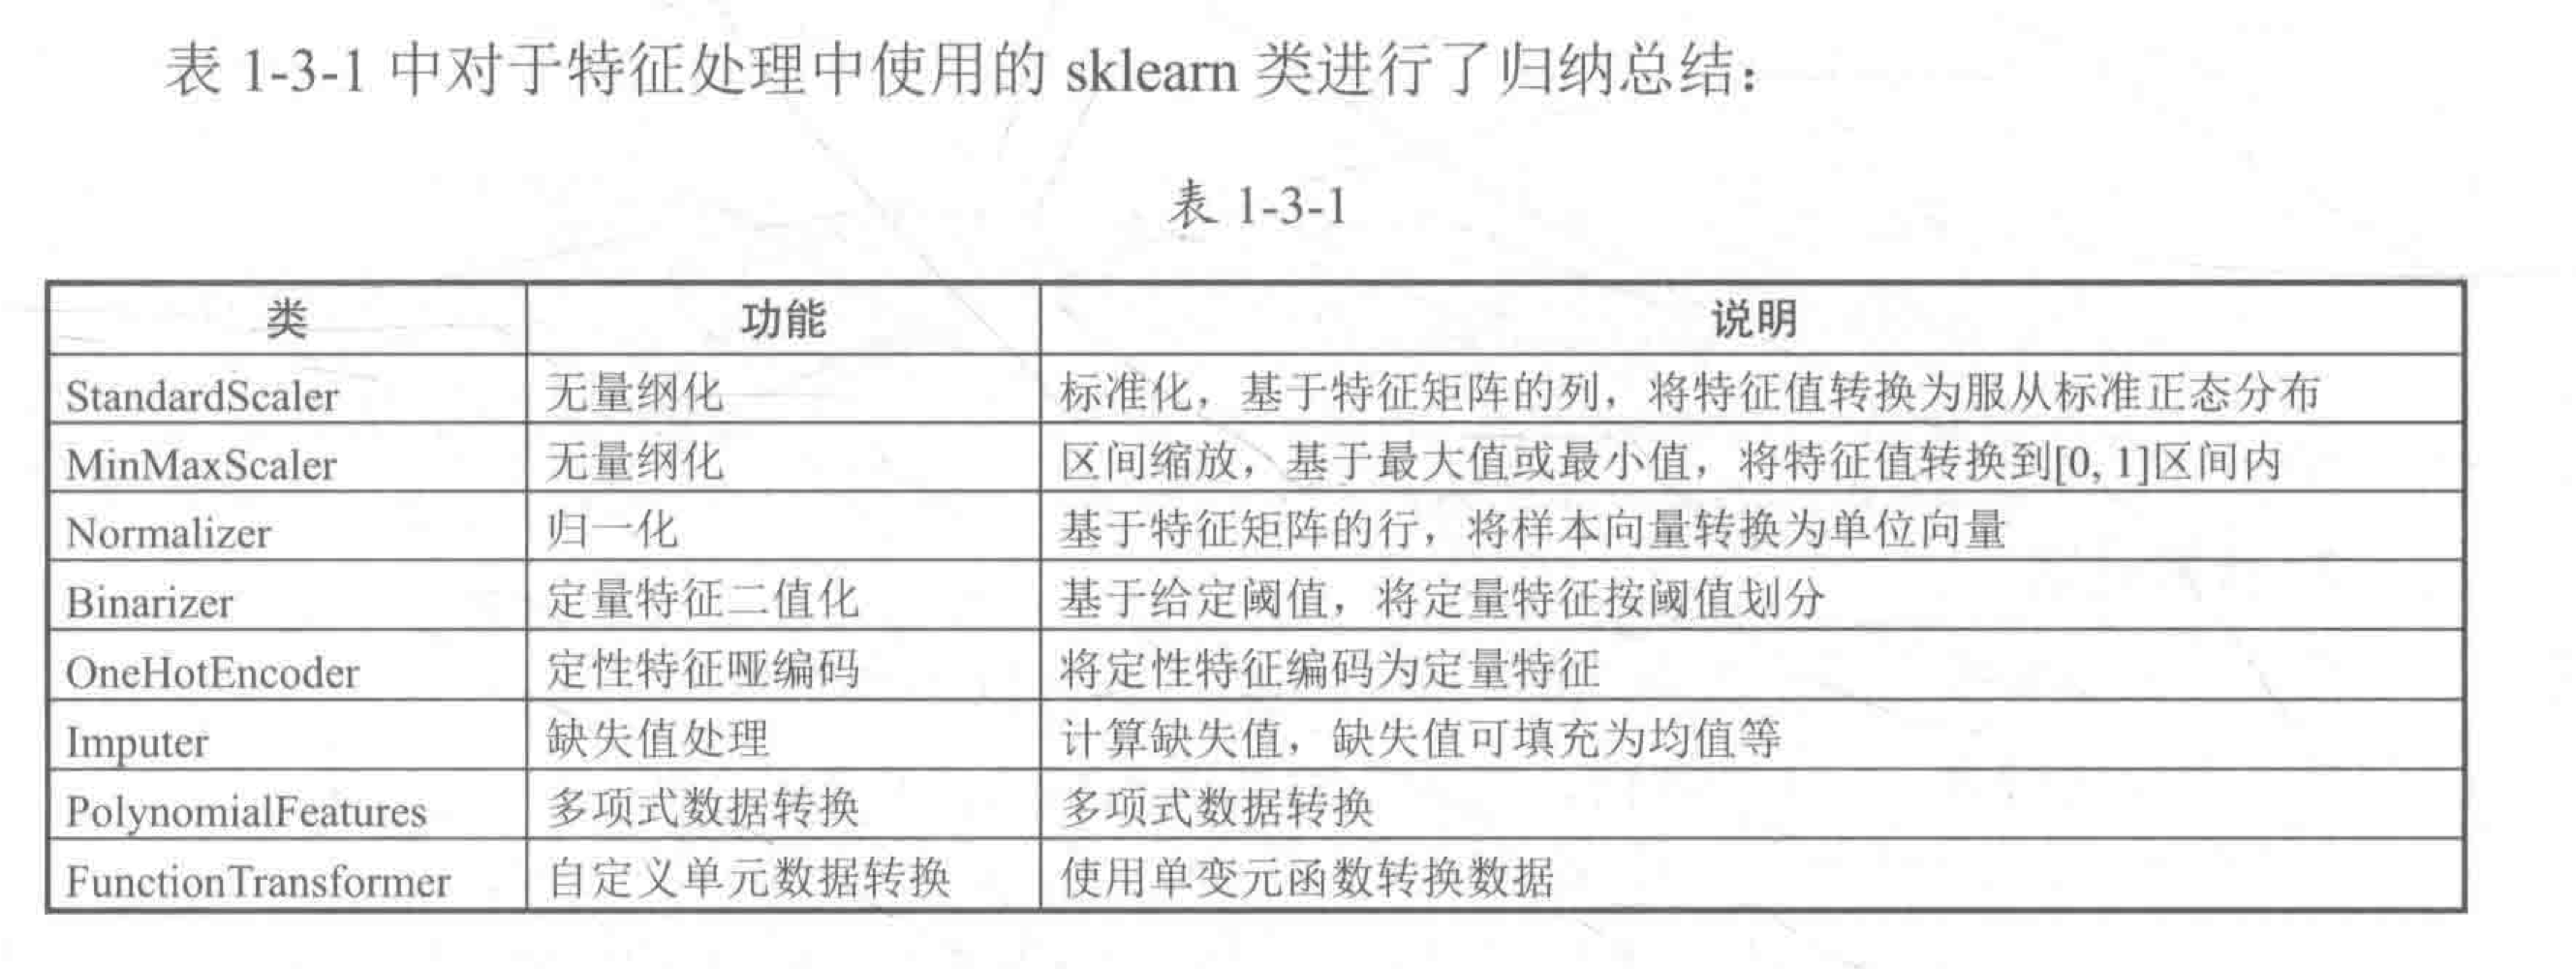 表 1-3-1 中对于特征处理中使用的 sklearn 类进行了归纳总结：
表 1-3-1
类 功能 说明
StandardScaler 无量纲化 标准化，基于特征矩阵的列，将特征值转换为服从标准正态分布
MinMaxScaler 无量纲化 区间缩放，基于最大值或最小值，将特征值转换到[0, 1]区间内
Normalizer 归一化 基于特征矩阵的行，将样本向量转换为单位向量
Binarizer 定量特征二值化 基于给定阈值，将定量特征按阈值划分
OneHotEncoder 定性特征哑编码 将定性特征编码为定量特征
Imputer 缺失值处理 计算缺失值，缺失值可填充为均值等
PolynomialFeatures 多项式数据转换 多项式数据转换
FunctionTransformer 自定义单元数据转换 使用单变元函数转换数据